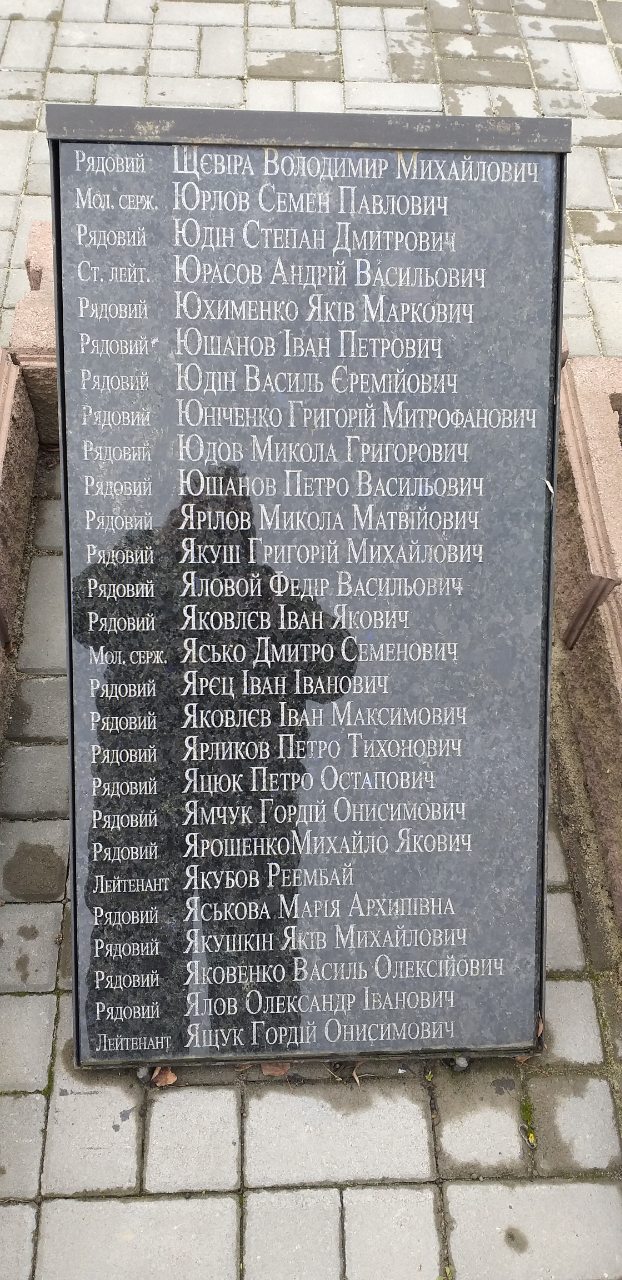 Рядовий Щєвіра Володимир Михайлович
Мол. серж. Юрлов Семен Павлович
Рядовий Юдін Степан Дмитрович
Ст. лейт. Юрасов Андрій Васильович
Рядовий Юхименко Яків Маркович
Рядовий Юшанов Іван Петрович
Рядовий Юдін Василь Єремійович
Рядовий Юніченко Григорій Митрофанович
Рядовий Юдов Микола Григорович
Рядовий Юшанов Петро Васильович
Рядовий Ярілов Микола Матвійович
Рядовий Якуш Григорій Михайлович
Рядовий Яловой Федір Васильович
Рядовий Яковлєв Іван Якович
Мол. серж. Ясько Дмитро Семенович
Рядовий Ярєц Іван Іванович
Рядовий Яковлєв Іван Максимович
Рядовий Ярликов Петро Тихонович
Рядовий Яцюк Петро Остапович
Рядовий Ямчук Гордій Онисимович
Рядовий Ярошенко Михайло Якович
Лейтенант Якубов Реембай
Рядовий Яськова Марія Архипівна
Рядовий Якушкін Яків Михайлович
Рядовий Яковенко Василь Олексійович
Рядовий Ялов Олександр Іванович
Лейтенант Ящук Гордій Онисимович